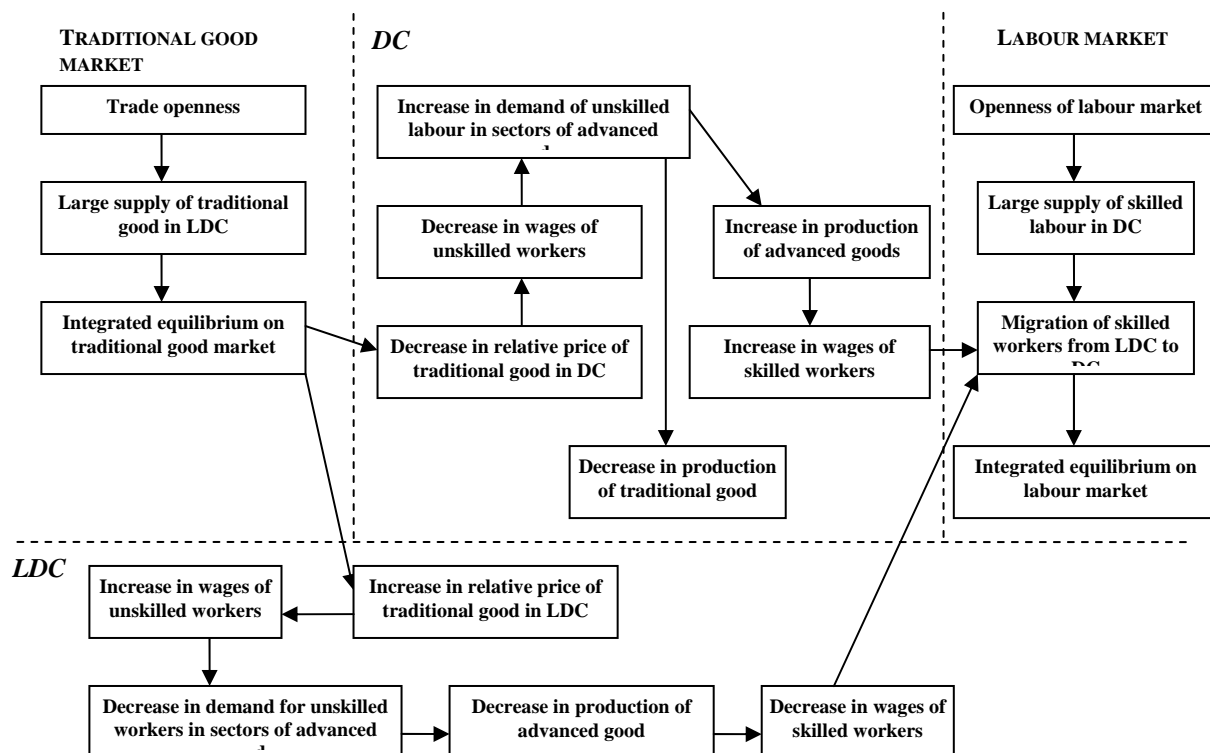 TRADITIONAL GOOD
MARKET
Trade openness
Large supply of traditional
good in LDC
Integrated equilibrium on
traditional good market
DC
Increase in demand of unskilled
labour in sectors of advanced
Decrease in wages of
unskilled workers
Decrease in relative price of
traditional good in DC
Increase in production
of advanced goods
Increase in wages of
skilled workers
Decrease in production
of traditional good
LABOUR MARKET
Openness of labour market
Large supply of skilled
labour in DC
Migration of skilled
workers from LDC to
DC
Integrated equilibrium on
labour market
LDC
Increase in wages of
unskilled workers
Increase in relative price of
traditional good in LDC
Decrease in demand for unskilled
workers in sectors of advanced
Decrease in production of
advanced good
Decrease in wages of
skilled workers